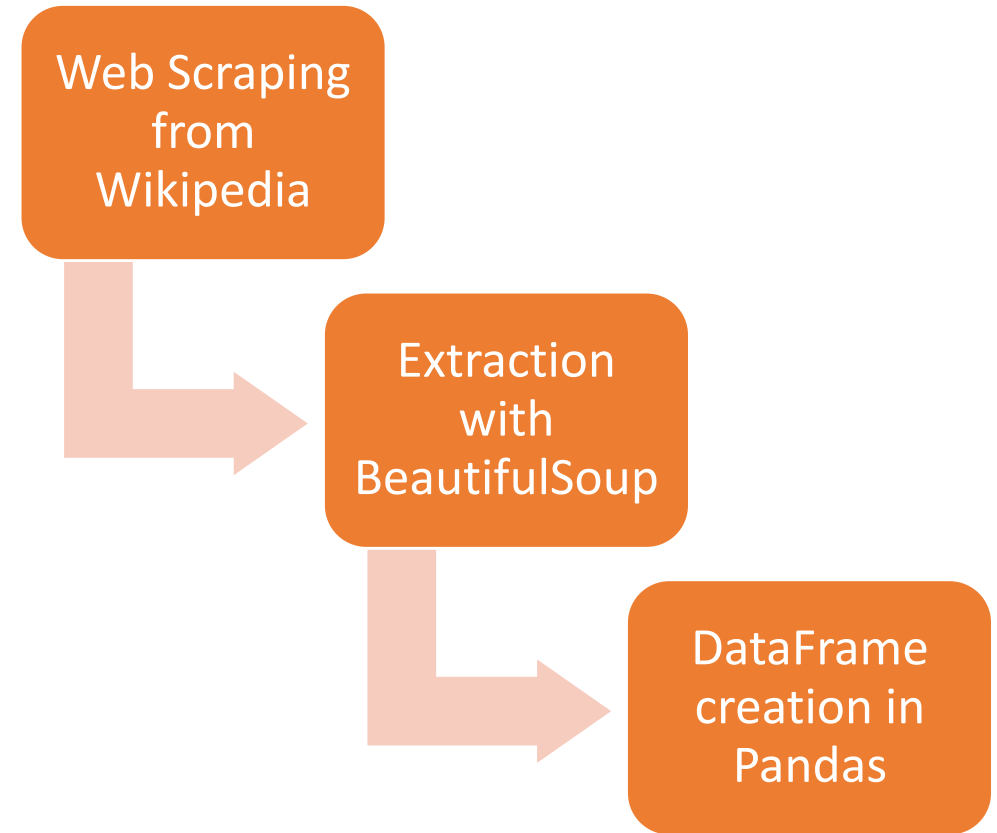 Web Scraping
from
Wikipedia
Extraction
with
BeautifulSoup
DataFrame
creation in
Pandas